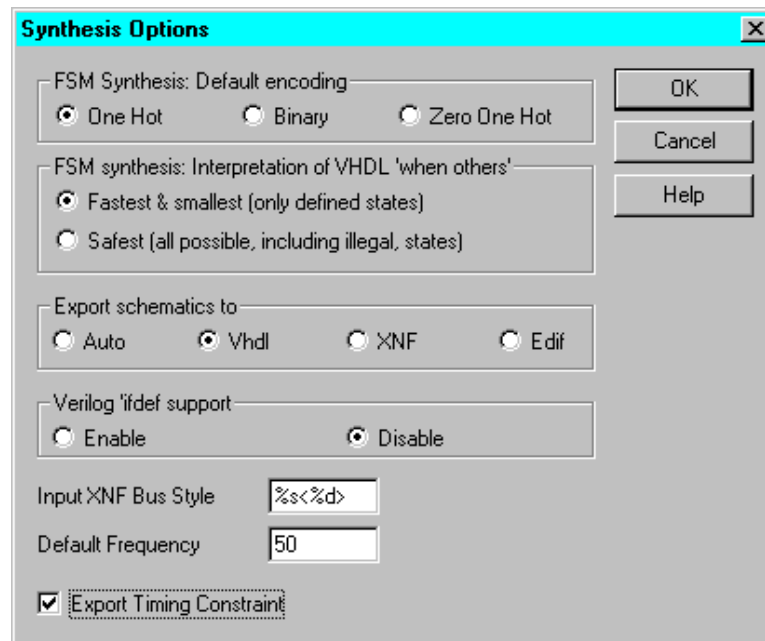 Synthesis Options
FSM Synthesis: Default encoding
One Hot Binary Zero One Hot
OK
Cancel
FSM synthesis: Interpretation of VHDL 'when others'
Fastest & smallest (only defined states)
Help
Safest (all possible, including illegal, states)
Export schematics to
Auto Vhdl XNF Edif
Verilog 'ifdef support
Enable Disable
Input XNF Bus Style %s<%d>
Default Frequency 50
Export Timing Constraint